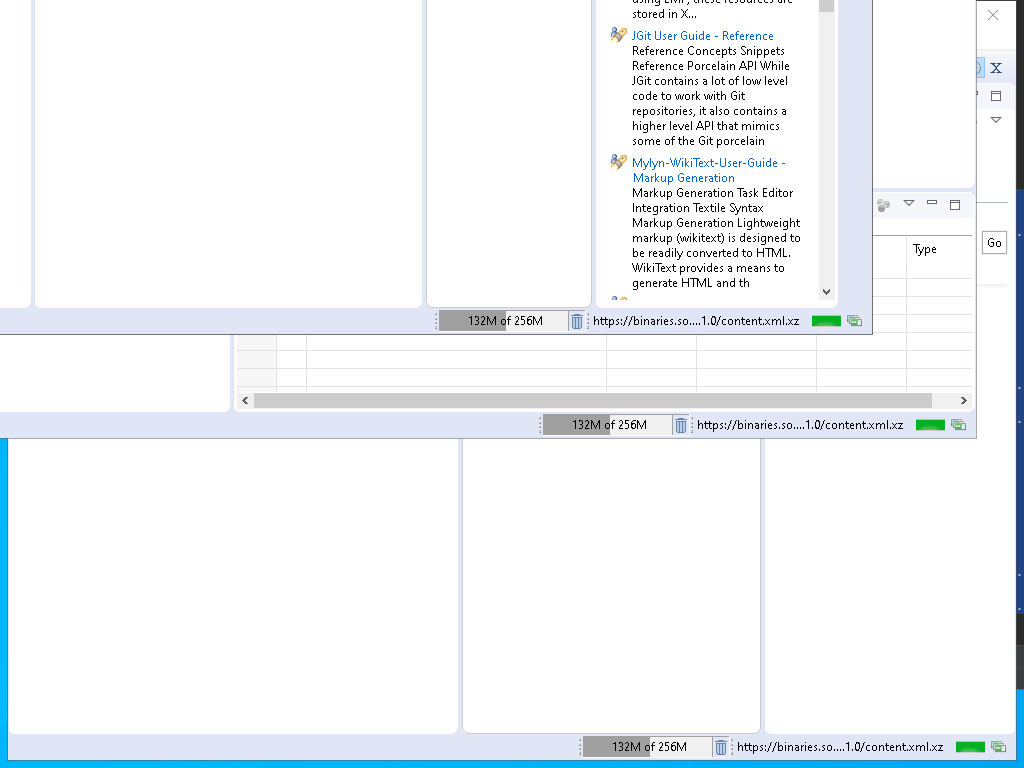 using EMF, these resources are
stored in X...
JGit User Guide - Reference
Reference Concepts Snippets
Reference Porcelain API While
JGit contains a lot of low level
code to work with Git
repositories, it also contains a
higher level API that mimics
some of the Git porcelain
Mylyn-WikiText-User-Guide -
Markup Generation
Markup Generation Task Editor
Integration Textile Syntax
Markup Generation Lightweight
markup (wikitext) is designed to
be readily converted to HTML.
WikiText provides a means to
generate HTML and th
X
Type
Go
132M of 256M
https://binaries.so....1.0/content.xml.xz
132M of 256M
https://binaries.so....1.0/content.xml.xz
132M of 256M
https://binaries.so....1.0/content.xml.xz